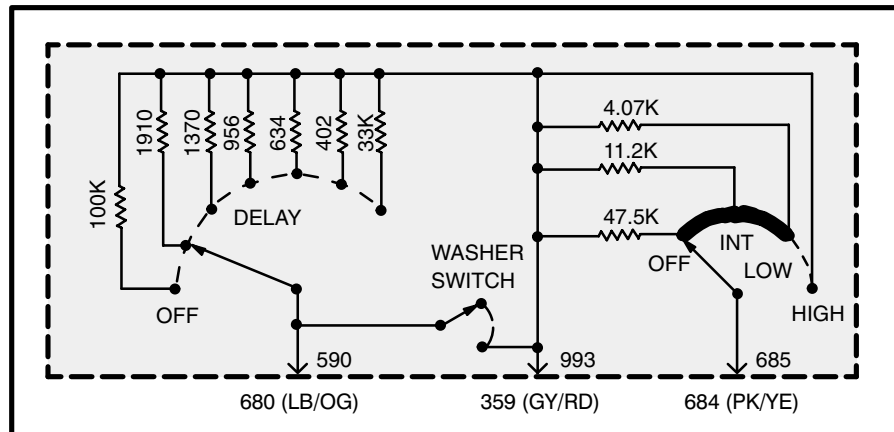 100K
1910
1370
956
634
402
33K
4.07K
11.2K
47.5K
DELAY
OFF
WASHER
SWITCH
OFF
INT
LOW
HIGH
590
993
685
680 (LB/OG)
359 (GY/RD)
684 (PK/YE)